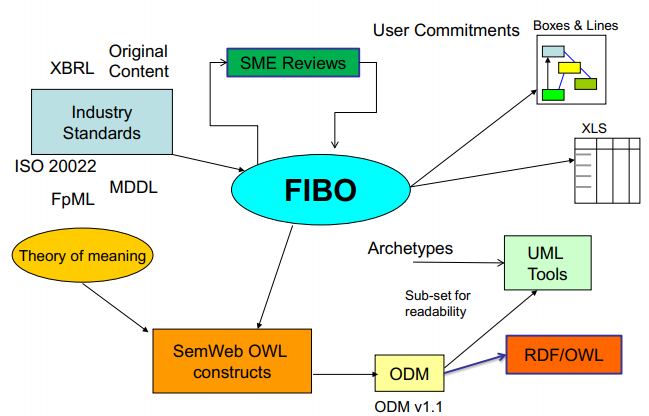 User Commitments
Boxes & Lines
Original
Content
XBRL
SME Reviews
Industry
Standards
XLS
ISO 20022
MDDL
FpML
FIBO
Theory of meaning
Archetypes
UML
Tools
Sub-set for
readability
SemWeb OWL
constructs
ODM
RDF/OWL
ODM v1.1